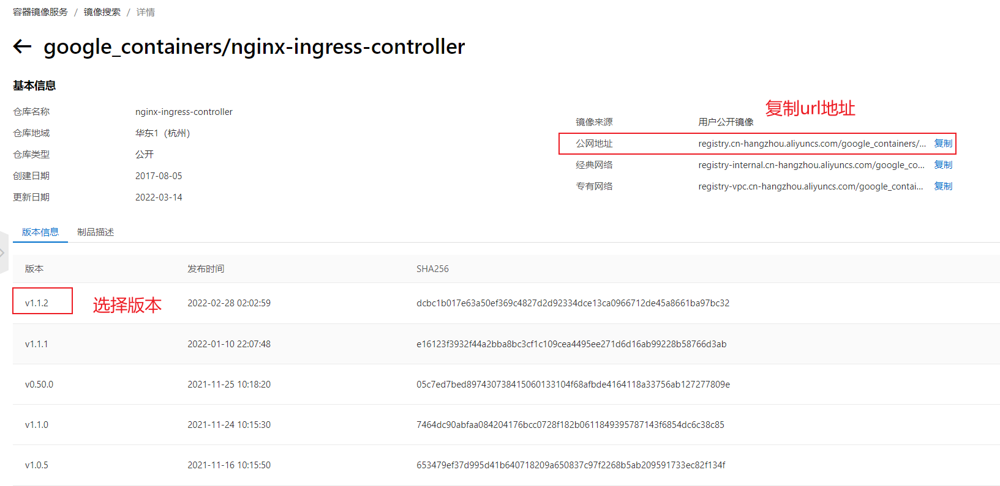 容器镜像服务 / 镜像搜索 / 详情
google_containers/nginx-ingress-controller
基本信息
仓库名称 nginx-ingress-controller
仓库地域 华东1（杭州）
仓库类型 公开
创建日期 2017-08-05
更新日期 2022-03-14
复制url地址
镜像来源 用户公开镜像
公网地址 registry.cn-hangzhou.aliyuncs.com/google_containers/... 复制
经典网络 registry-internal.cn-hangzhou.aliyuncs.com/google_co... 复制
专有网络 registry-vpc.cn-hangzhou.aliyuncs.com/google_contai... 复制
版本信息 制品描述
版本 发布时间 SHA256
v1.1.2 选择版本 2022-02-28 02:02:59 dcbc1b017e63a50ef369c4827d2d92334dce13ca0966712de45a8661ba97bc32
v1.1.1 2022-01-10 22:07:48 e16123f3932f44a2bba8bc3cf1c109cea4495ee271d6d16ab99228b58766d3ab
v0.50.0 2021-11-25 10:18:20 05c7ed7bed897430738415060133104f68afbde4164118a33756ab127277809e
v1.1.0 2021-11-24 10:15:30 7464dc90abfaa084204176bcc0728f182b0611849395787143f6854dc6c38c85
v1.0.5 2021-11-16 10:15:50 653479ef37d995d41b640718209a650837c97f2268b5ab209591733ec82f134f